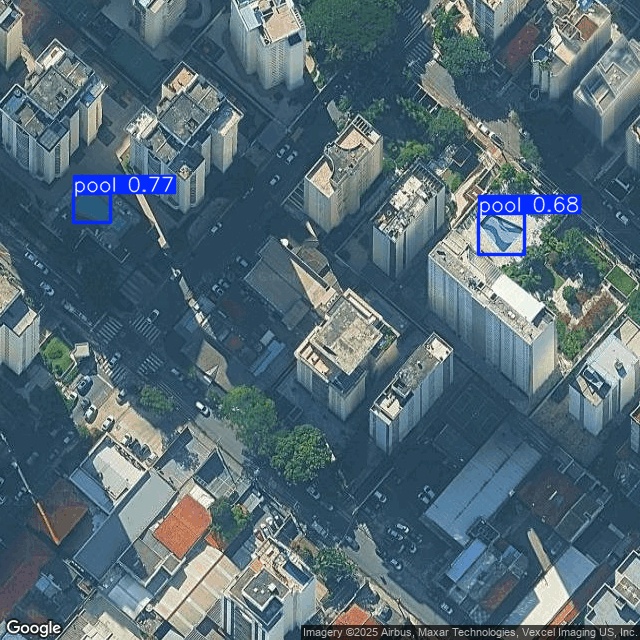 pool 0.77
pool 0.68
Google
Imagery ©2025 Airbus, Maxar Technologies, Vexcel Imaging US, Inc.